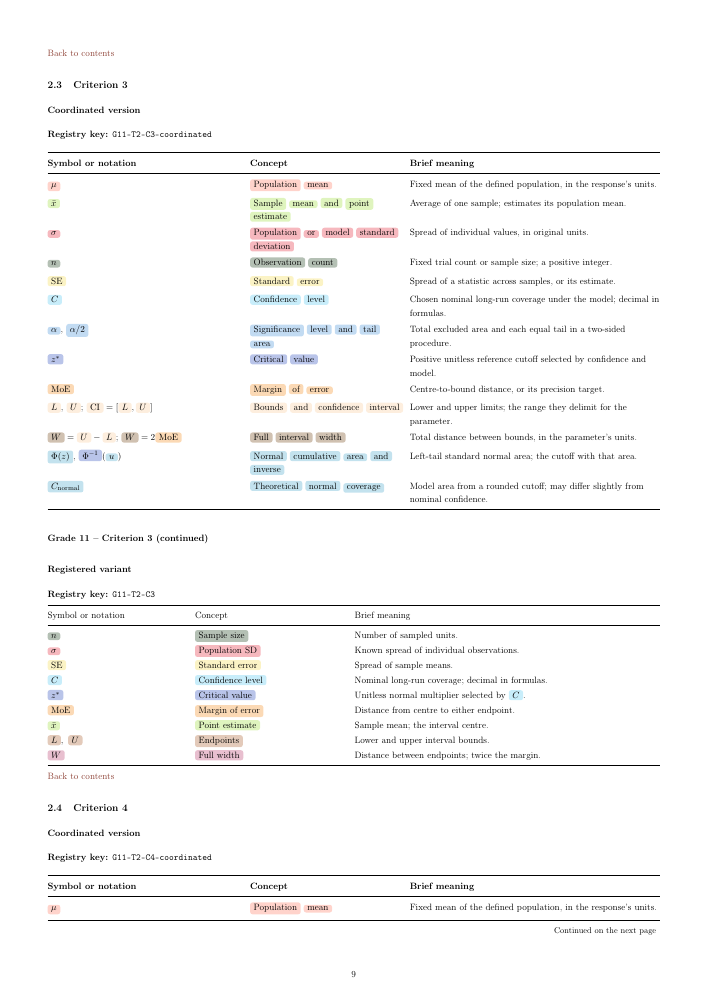 Back to contents
2.3 Criterion 3
Coordinated version
Registry key: G11-T2-C3-coordinated
Symbol or notation Concept Brief meaning
μ Population mean Fixed mean of the defined population, in the response's units.
x̄ Sample mean and point estimate Average of one sample; estimates its population mean.
σ Population or model standard deviation Spread of individual values, in original units.
n Observation count Fixed trial count or sample size; a positive integer.
SE Standard error Spread of a statistic across samples, or its estimate.
C Confidence level Chosen nominal long-run coverage under the model; decimal in formulas.
α, α/2 Significance level and tail area Total excluded area and each equal tail in a two-sided procedure.
z* Critical value Positive unitless reference cutoff selected by confidence and model.
MoE Margin of error Centre-to-bound distance, or its precision target.
L, U; CI = [L, U] Bounds and confidence interval Lower and upper limits; the range they delimit for the parameter.
W = U − L; W = 2 MoE Full interval width Total distance between bounds, in the parameter's units.
Φ(z), Φ⁻¹(u) Normal cumulative area and inverse Left-tail standard normal area; the cutoff with that area.
C_normal Theoretical normal coverage Model area from a rounded cutoff; may differ slightly from nominal confidence.
Grade 11 – Criterion 3 (continued)
Registered variant
Registry key: G11-T2-C3
Symbol or notation Concept Brief meaning
n Sample size Number of sampled units.
σ Population SD Known spread of individual observations.
SE Standard error Spread of sample means.
C Confidence level Nominal long-run coverage; decimal in formulas.
z* Critical value Unitless normal multiplier selected by C.
MoE Margin of error Distance from centre to either endpoint.
x̄ Point estimate Sample mean; the interval centre.
L, U Endpoints Lower and upper interval bounds.
W Full width Distance between endpoints; twice the margin.
Back to contents
2.4 Criterion 4
Coordinated version
Registry key: G11-T2-C4-coordinated
Symbol or notation Concept Brief meaning
μ Population mean Fixed mean of the defined population, in the response's units.
Continued on the next page
9